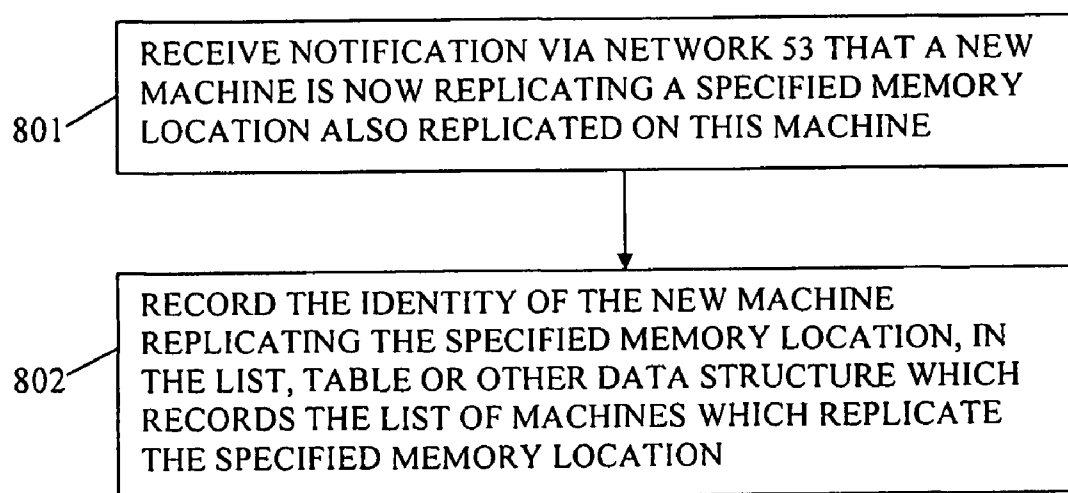 RECEIVE NOTIFICATION VIA NETWORK 53 THAT A NEW
MACHINE IS NOW REPLICATING A SPECIFIED MEMORY
LOCATION ALSO REPLICATED ON THIS MACHINE
801
RECORD THE IDENTITY OF THE NEW MACHINE
REPLICATING THE SPECIFIED MEMORY LOCATION, IN
THE LIST, TABLE OR OTHER DATA STRUCTURE WHICH
RECORDS THE LIST OF MACHINES WHICH REPLICATE
THE SPECIFIED MEMORY LOCATION
802